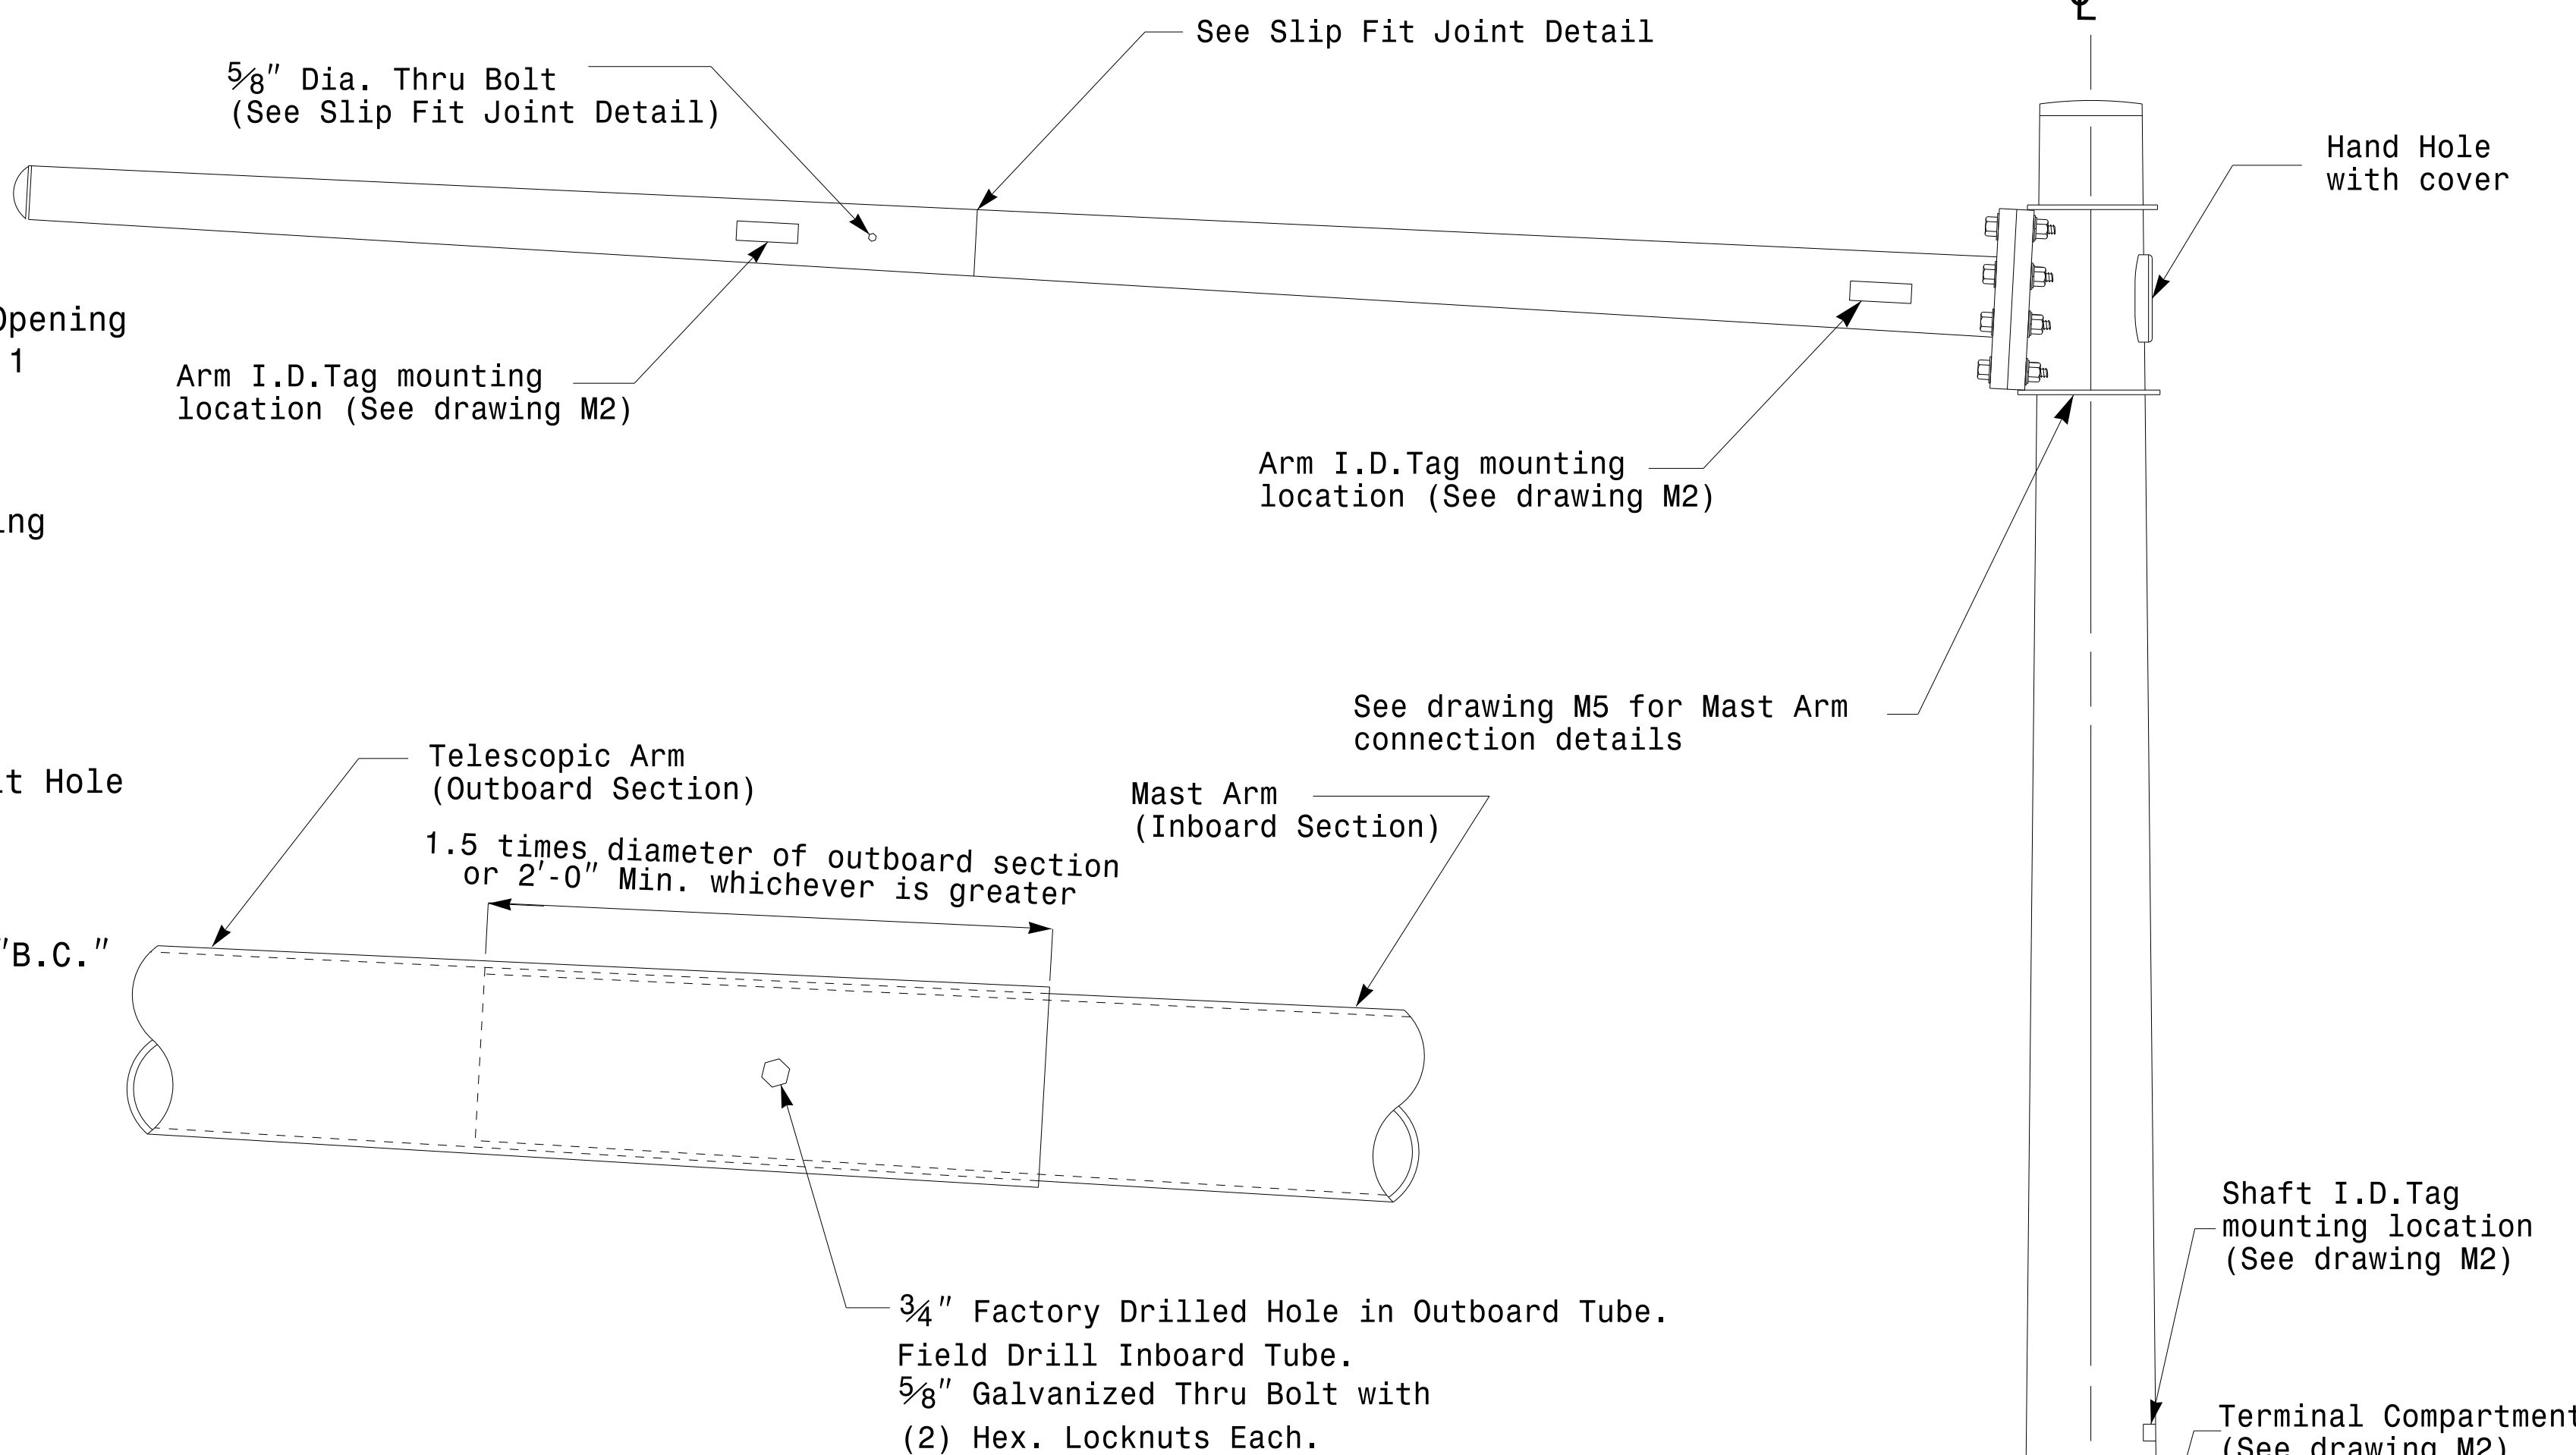 ℄
See Slip Fit Joint Detail
5/8" Dia. Thru Bolt
(See Slip Fit Joint Detail)
Hand Hole
with cover
Opening
1
Arm I.D.Tag mounting
location (See drawing M2)
Arm I.D.Tag mounting
location (See drawing M2)
ing
See drawing M5 for Mast Arm
connection details
Telescopic Arm
(Outboard Section)
t Hole
Mast Arm
(Inboard Section)
1.5 times diameter of outboard section
or 2'-0" Min. whichever is greater
"B.C."
Shaft I.D.Tag
mounting location
(See drawing M2)
3/4" Factory Drilled Hole in Outboard Tube.
Field Drill Inboard Tube.
5/8" Galvanized Thru Bolt with
(2) Hex. Locknuts Each.
Terminal Compartment
(See drawing M2)